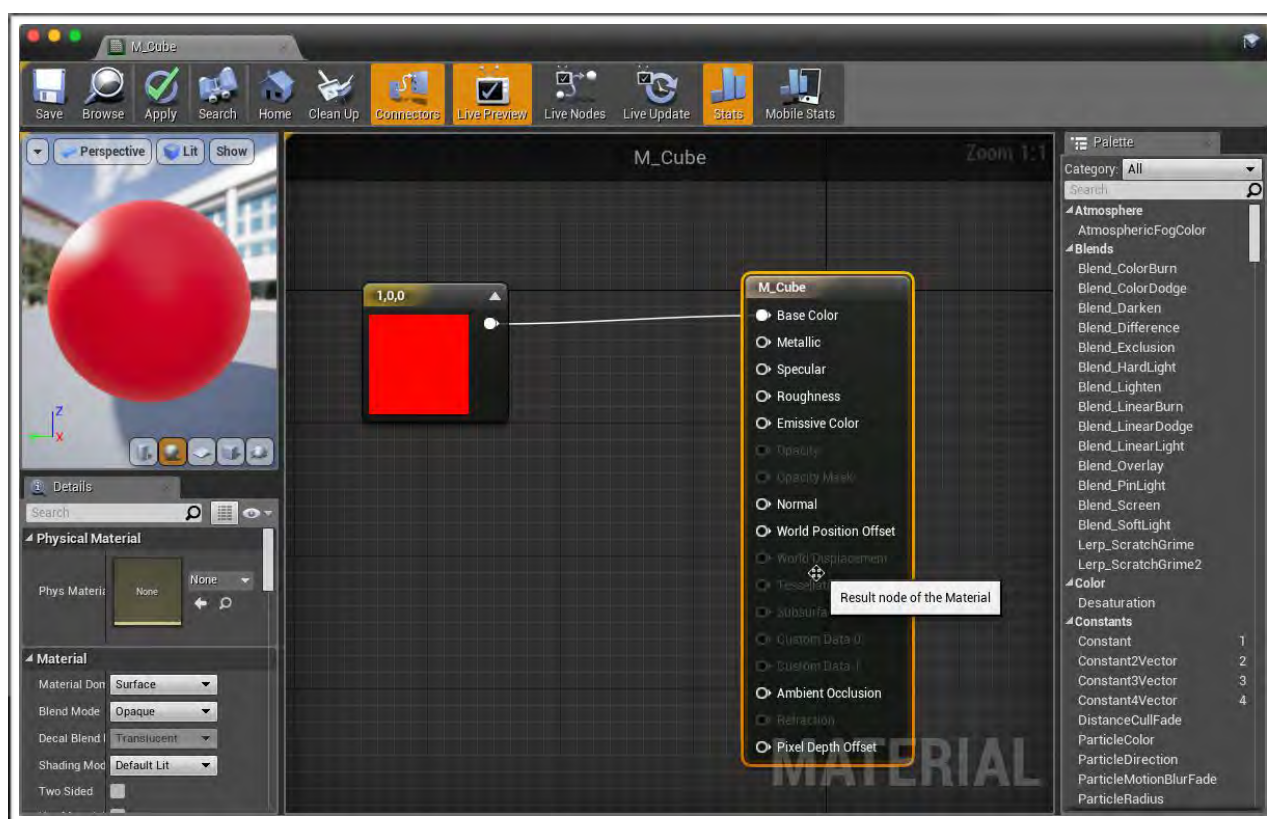 M_Cube
Save Browse Apply Search Home Clean Up Connectors Live Preview Live Nodes Live Update Stats Mobile Stats
Perspective Lit Show
Z
X
Details
Search
Physical Material
Phys Materia
None
None
Material
Material Don Surface
Blend Mode Opaque
Decal Blend Translucent
Shading Mod Default Lit
Two Sided
M_Cube
Zoom 1:1
1,0,0
M_Cube
Base Color
Metallic
Specular
Roughness
Emissive Color
Opacity
Opacity Mask
Normal
World Position Offset
World Displacement
Result node of the Material
Custom Data 0
Custom Data 1
Ambient Occlusion
Refraction
Pixel Depth Offset
MATERIAL
Palette
Category: All
Search
Atmosphere
AtmosphericFogColor
Blends
Blend_ColorBurn
Blend_ColorDodge
Blend_Darken
Blend_Difference
Blend_Exclusion
Blend_HardLight
Blend_Lighten
Blend_LinearBurn
Blend_LinearDodge
Blend_LinearLight
Blend_Overlay
Blend_PinLight
Blend_Screen
Blend_SoftLight
Lerp_ScratchGrime
Lerp_ScratchGrime2
Color
Desaturation
Constants
Constant 1
Constant2Vector 2
Constant3Vector 3
Constant4Vector 4
DistanceCullFade
ParticleColor
ParticleDirection
ParticleMotionBlurFade
ParticleRadius